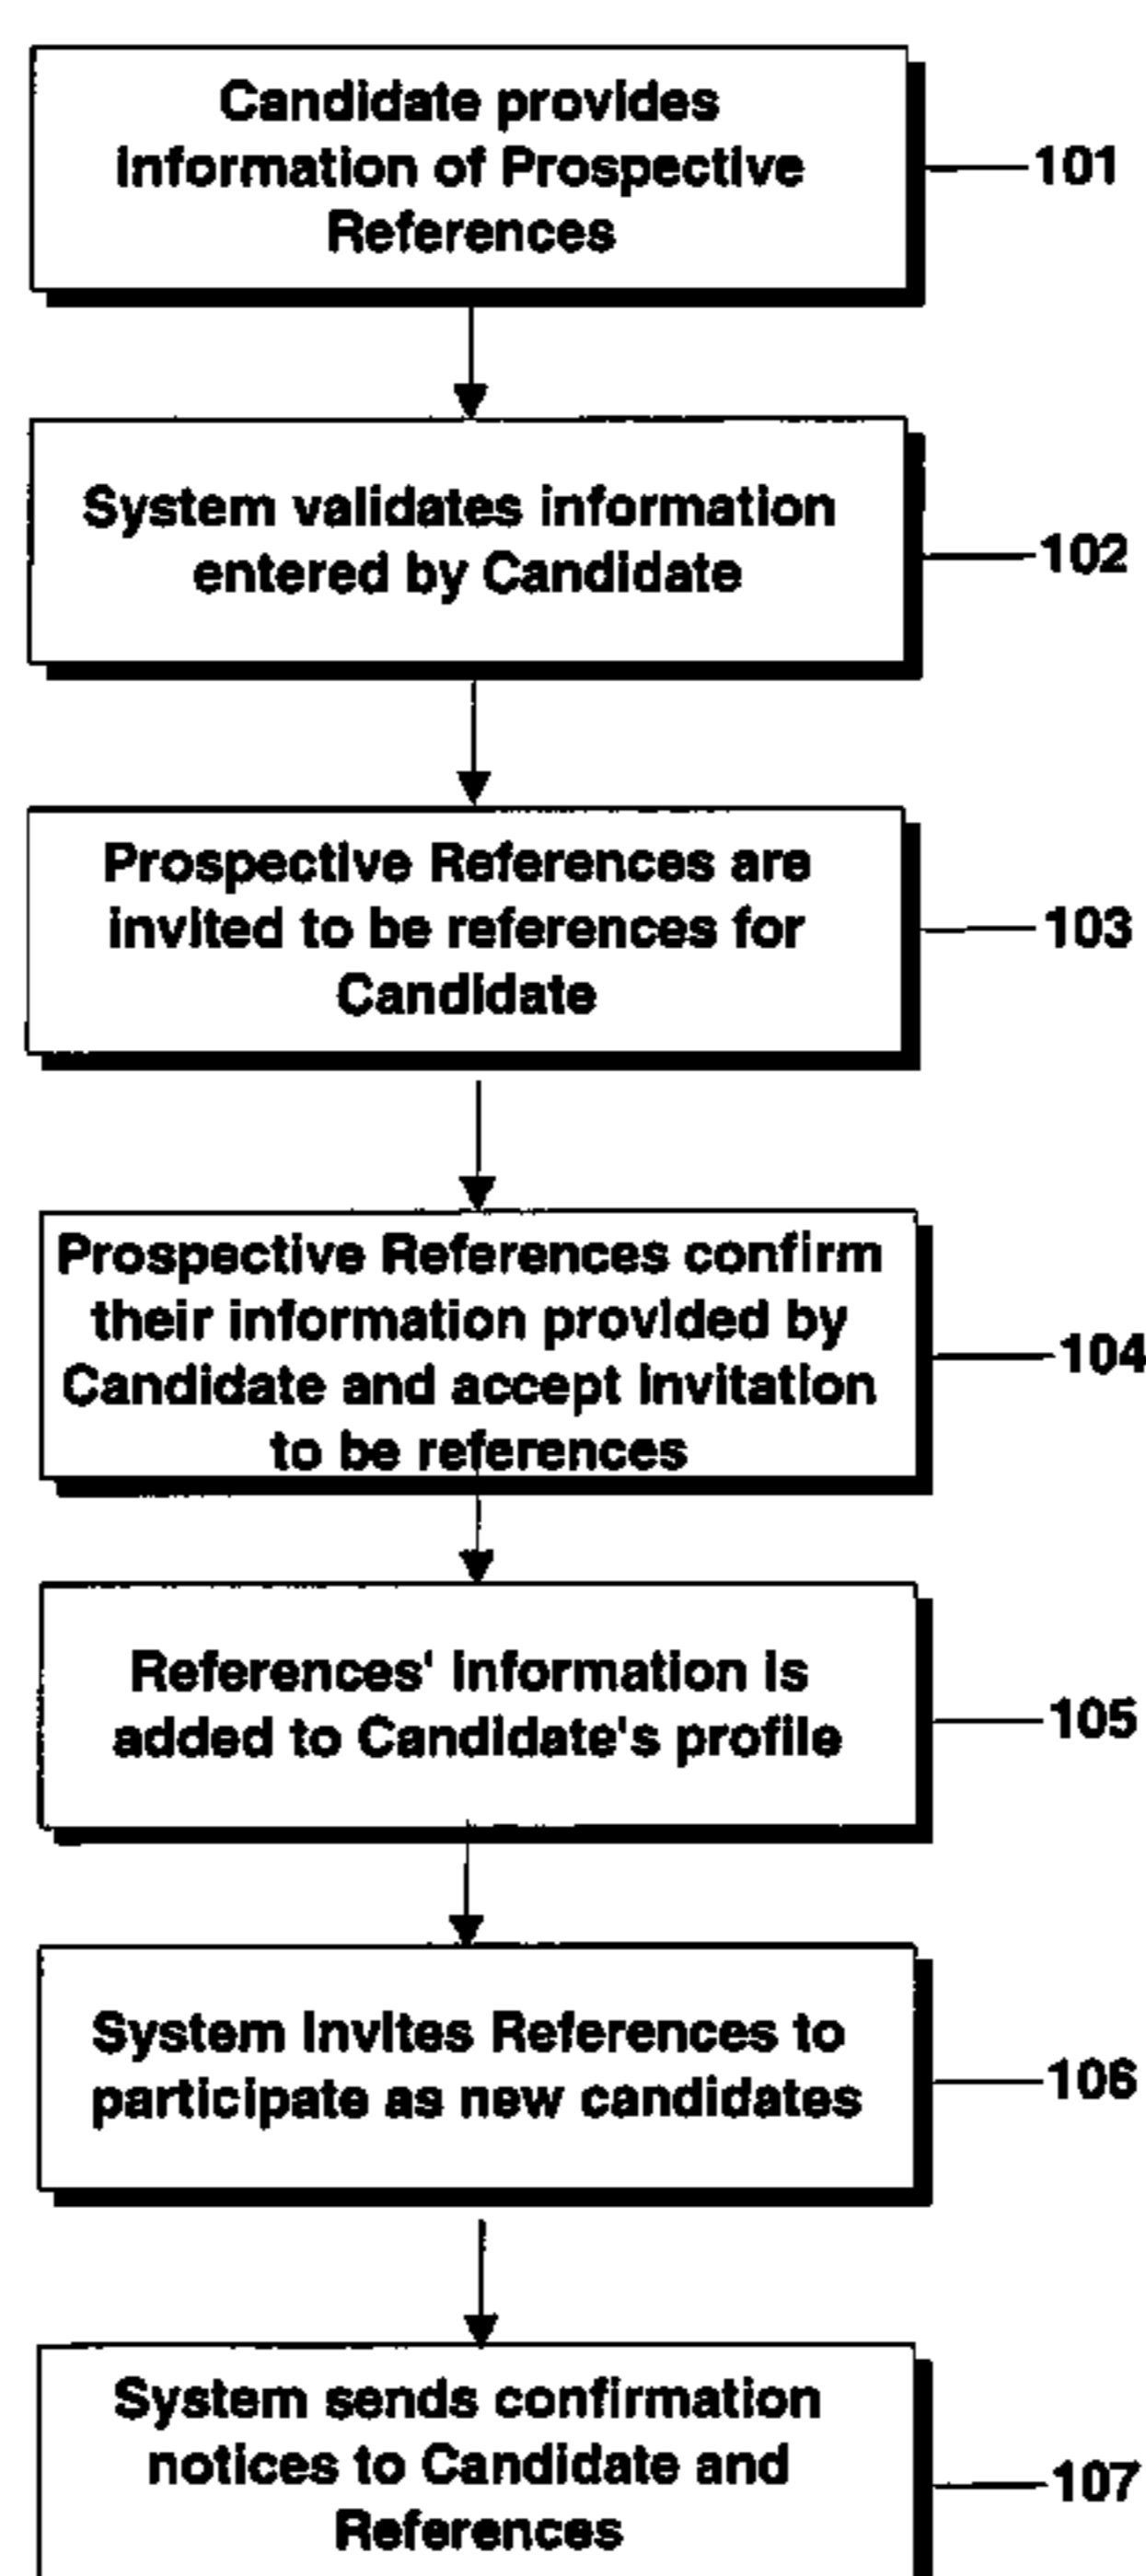 Candidate provides
Information of Prospective
References
101
System validates information
entered by Candidate
102
Prospective References are
invited to be references for
Candidate
103
Prospective References confirm
their information provided by
Candidate and accept invitation
to be references
104
References' information is
added to Candidate's profile
105
System invites References to
participate as new candidates
106
System sends confirmation
notices to Candidate and
References
107